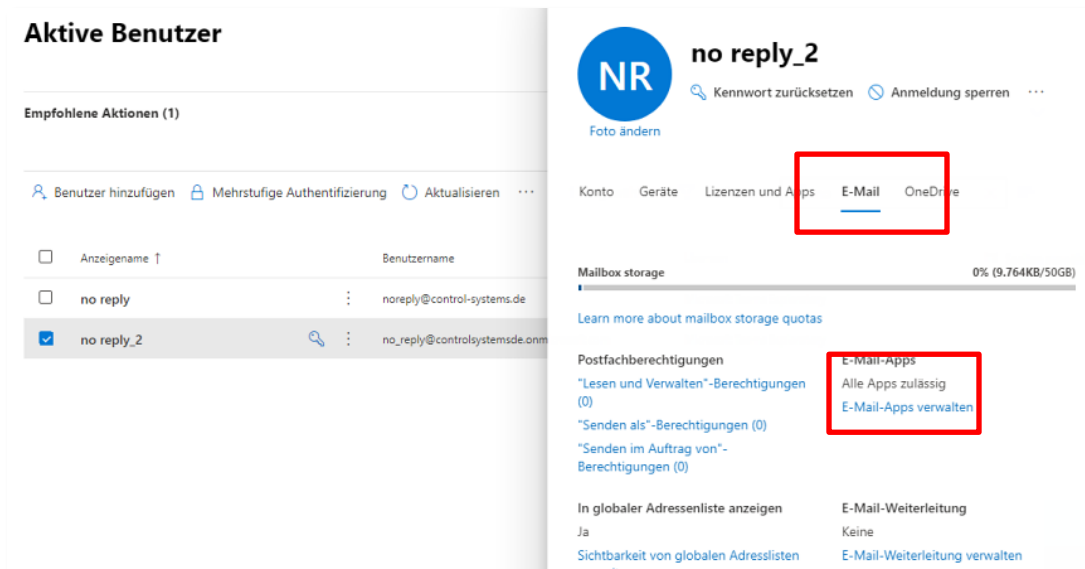 Aktive Benutzer
Empfohlene Aktionen (1)
Benutzer hinzufügen Mehrstufige Authentifizierung Aktualisieren ···
Anzeigename ↑ Benutzername
no reply noreply@control-systems.de
no reply_2 no_reply@controlsystemsde.onm
NR
no reply_2
Kennwort zurücksetzen Anmeldung sperren ···
Foto ändern
Konto Geräte Lizenzen und Apps E-Mail OneDrive
Mailbox storage 0% (9.764KB/50GB)
Learn more about mailbox storage quotas
Postfachberechtigungen
"Lesen und Verwalten"-Berechtigungen
(0)
"Senden als"-Berechtigungen (0)
"Senden im Auftrag von"-
Berechtigungen (0)
E-Mail-Apps
Alle Apps zulässig
E-Mail-Apps verwalten
In globaler Adressenliste anzeigen
Ja
Sichtbarkeit von globalen Adresslisten
E-Mail-Weiterleitung
Keine
E-Mail-Weiterleitung verwalten